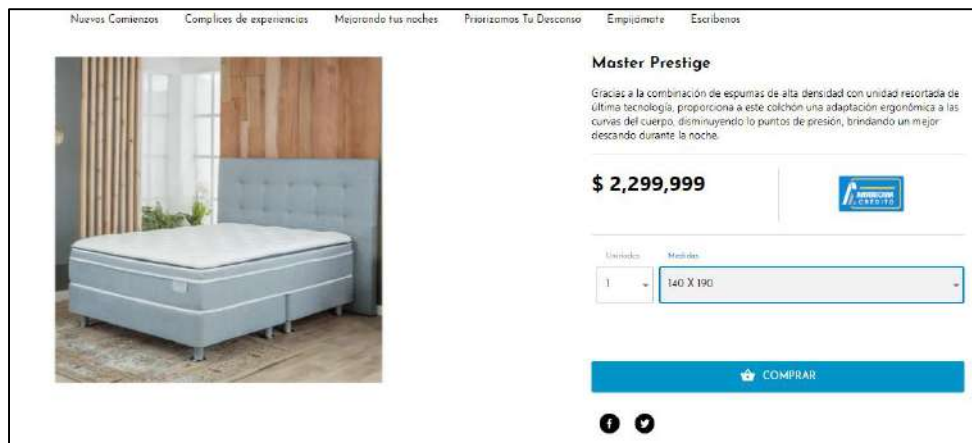 Nuevos Comienzos Complices de experiencias Mejorando tus noches Priorizamos Tu Descanso Empijámate Escríbenos
Master Prestige
Gracias a la combinación de espumas de alta densidad con unidad resortada de
última tecnología, proporciona a este colchón una adaptación ergonómica a las
curvas del cuerpo, disminuyendo lo puntos de presión, brindando un mejor
descando durante la noche.
$ 2,299,999
CRÉDITO
Unidades Medidas
1 140 X 190
COMPRAR